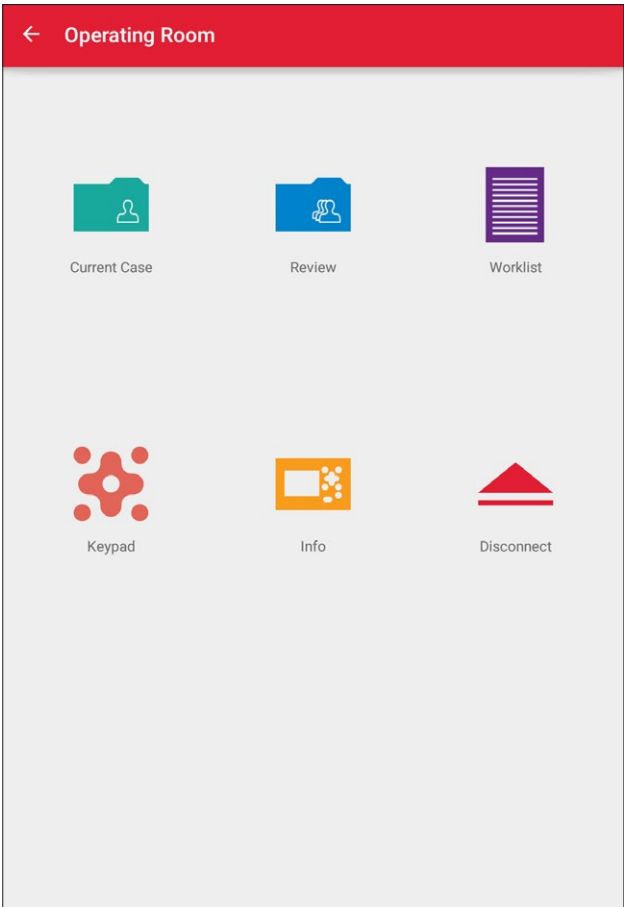 Operating Room
Current Case
Review
Worklist
Keypad
Info
Disconnect